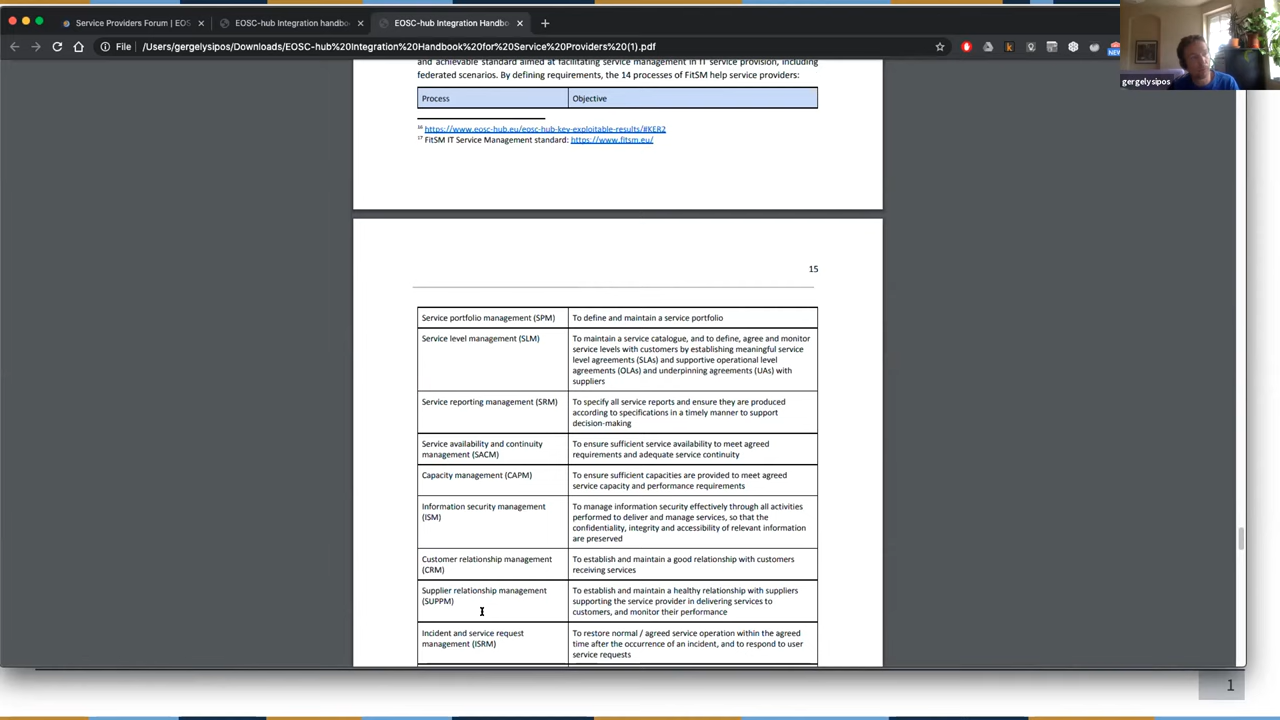 Service Providers Forum | EOS
EOSC-hub Integration handboo
EOSC-hub Integration Handbo
File
/Users/gergelysipos/Downloads/EOSC-hub%20Integration%20Handbook%20for%20Service%20Providers%20(1).pdf
NEW
gergelysipos
and achievable standard aimed at facilitating service management in IT service provision, including
federated scenarios. By defining requirements, the 14 processes of FitSM help service providers:
Process Objective
16 https://www.eosc-hub.eu/eosc-hub-key-exploitable-results/#KER2
17 FitSM IT Service Management standard: https://www.fitsm.eu/
15
Service portfolio management (SPM)
To define and maintain a service portfolio
Service level management (SLM)
To maintain a service catalogue, and to define, agree and monitor
service levels with customers by establishing meaningful service
level agreements (SLAs) and supportive operational level
agreements (OLAs) and underpinning agreements (UAs) with
suppliers
Service reporting management (SRM)
To specify all service reports and ensure they are produced
according to specifications in a timely manner to support
decision-making
Service availability and continuity
management (SACM)
To ensure sufficient service availability to meet agreed
requirements and adequate service continuity
Capacity management (CAPM)
To ensure sufficient capacities are provided to meet agreed
service capacity and performance requirements
Information security management
(ISM)
To manage information security effectively through all activities
performed to deliver and manage services, so that the
confidentiality, integrity and accessibility of relevant information
are preserved
Customer relationship management
(CRM)
To establish and maintain a good relationship with customers
receiving services
Supplier relationship management
(SUPPM)
To establish and maintain a healthy relationship with suppliers
supporting the service provider in delivering services to
customers, and monitor their performance
Incident and service request
management (ISRM)
To restore normal / agreed service operation within the agreed
time after the occurrence of an incident, and to respond to user
service requests
1